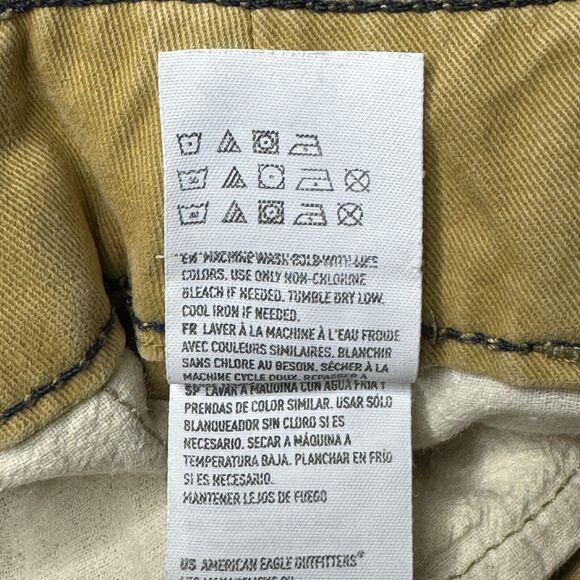 EN MACHINE WASH COLD WITH LIKE
COLORS. USE ONLY NON-CHLORINE
BLEACH IF NEEDED. TUMBLE DRY LOW.
COOL IRON IF NEEDED.
FR LAVER À LA MACHINE À L'EAU FROIDE
AVEC COULEURS SIMILAIRES. BLANCHIR
SANS CHLORE AU BESOIN. SÉCHER À LA
MACHINE CYCLE DOUX. REPASSER À
SP LAVAR A MÁQUINA CON AGUA FRÍA Y
PRENDAS DE COLOR SIMILAR. USAR SÓLO
BLANQUEADOR SIN CLORO SI ES
NECESARIO. SECAR A MÁQUINA A
TEMPERATURA BAJA. PLANCHAR EN FRÍO
SI ES NECESARIO.
MANTENER LEJOS DE FUEGO
US AMERICAN EAGLE OUTFITTERS®